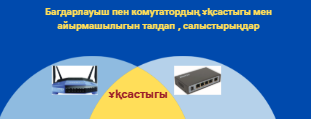 Бағдарлауыш пен комутатордың ұқсастығы мен
айырмашылығын талдап , салыстырыңдар
ұқсастығы